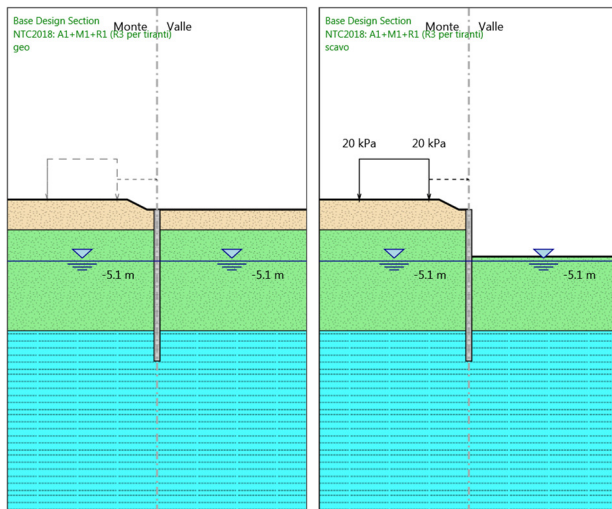 Base Design Section
Monte Valle
NTC2018: A1+M1+R1 (R3 per tiranti)
geo
-5.1 m
-5.1 m
Base Design Section
Monte Valle
NTC2018: A1+M1+R1 (R3 per tiranti)
scavo
20 kPa
20 kPa
-5.1 m
-5.1 m